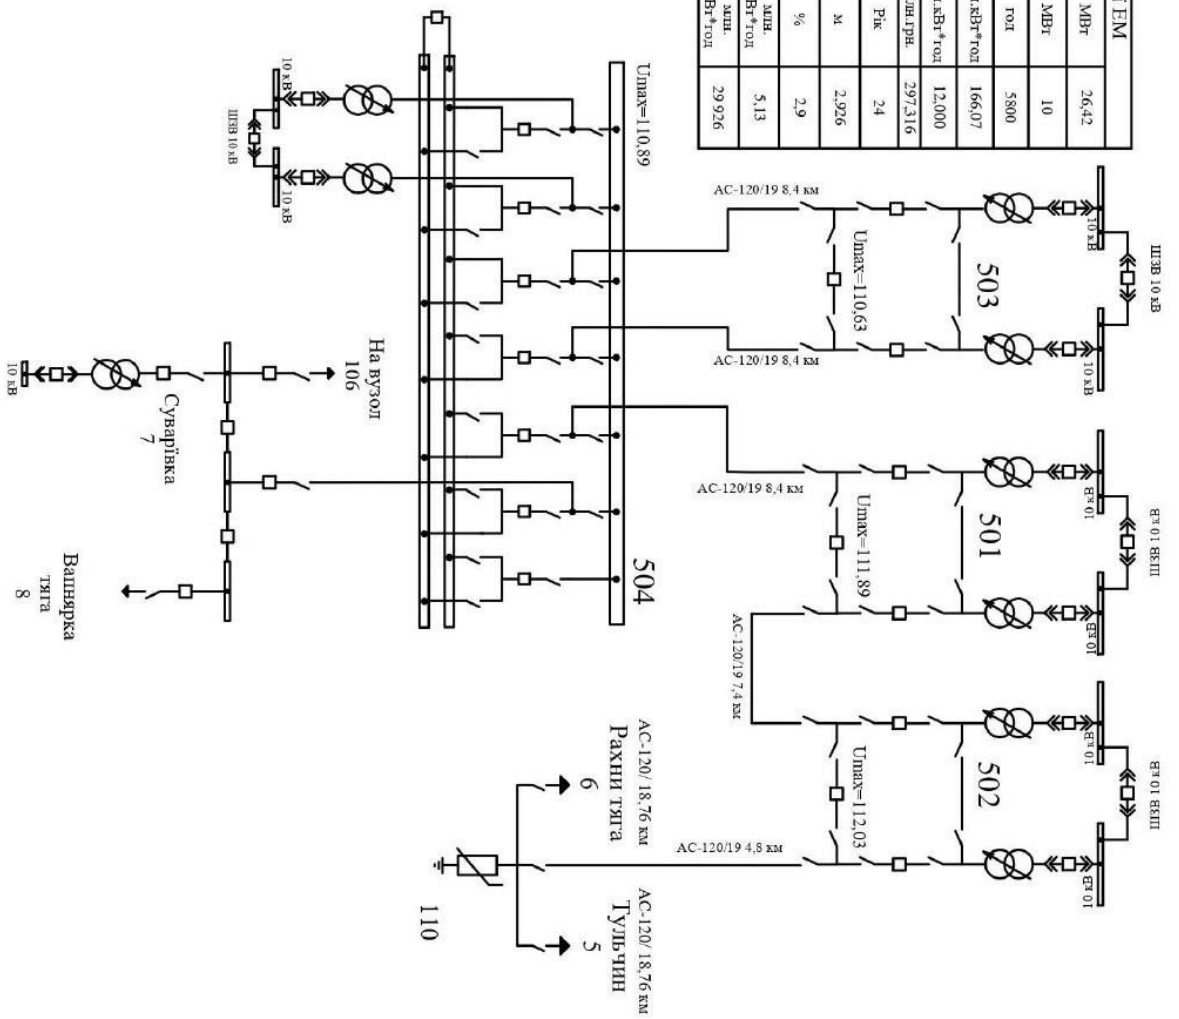 ЕМ
МВт 26,42
МВт 10
год 5800
н.кВт*год 166,07
.кВт*год 12,000
лн.грн. 297,316
Рік 24
м 2,926
% 2,9
млн.
Вт*год 5,13
млн.
Вт*год 29 926
ШЗВ 10 кВ
ШЗВ 10 кВ
ШЗВ 10 кВ
10 кВ
10 кВ
10 кВ
10 кВ
10 кВ
10 кВ
503
501
502
Umax=110,63
Umax=111,89
Umax=112,03
АС-120/19 8,4 км
АС-120/19 8,4 км
АС-120/19 8,4 км
АС-120/19 7,4 км
АС-120/19 4,8 км
Umax=110,89
504
АС-120/ 18,76 км
Рахни тяга
6
АС-120/ 18,76 км
Тульчин
5
110
10 кВ
10 кВ
ШЗВ 10 кВ
На вузол
106
Суварівка
7
10 кВ
Вапнярка
тяга
8